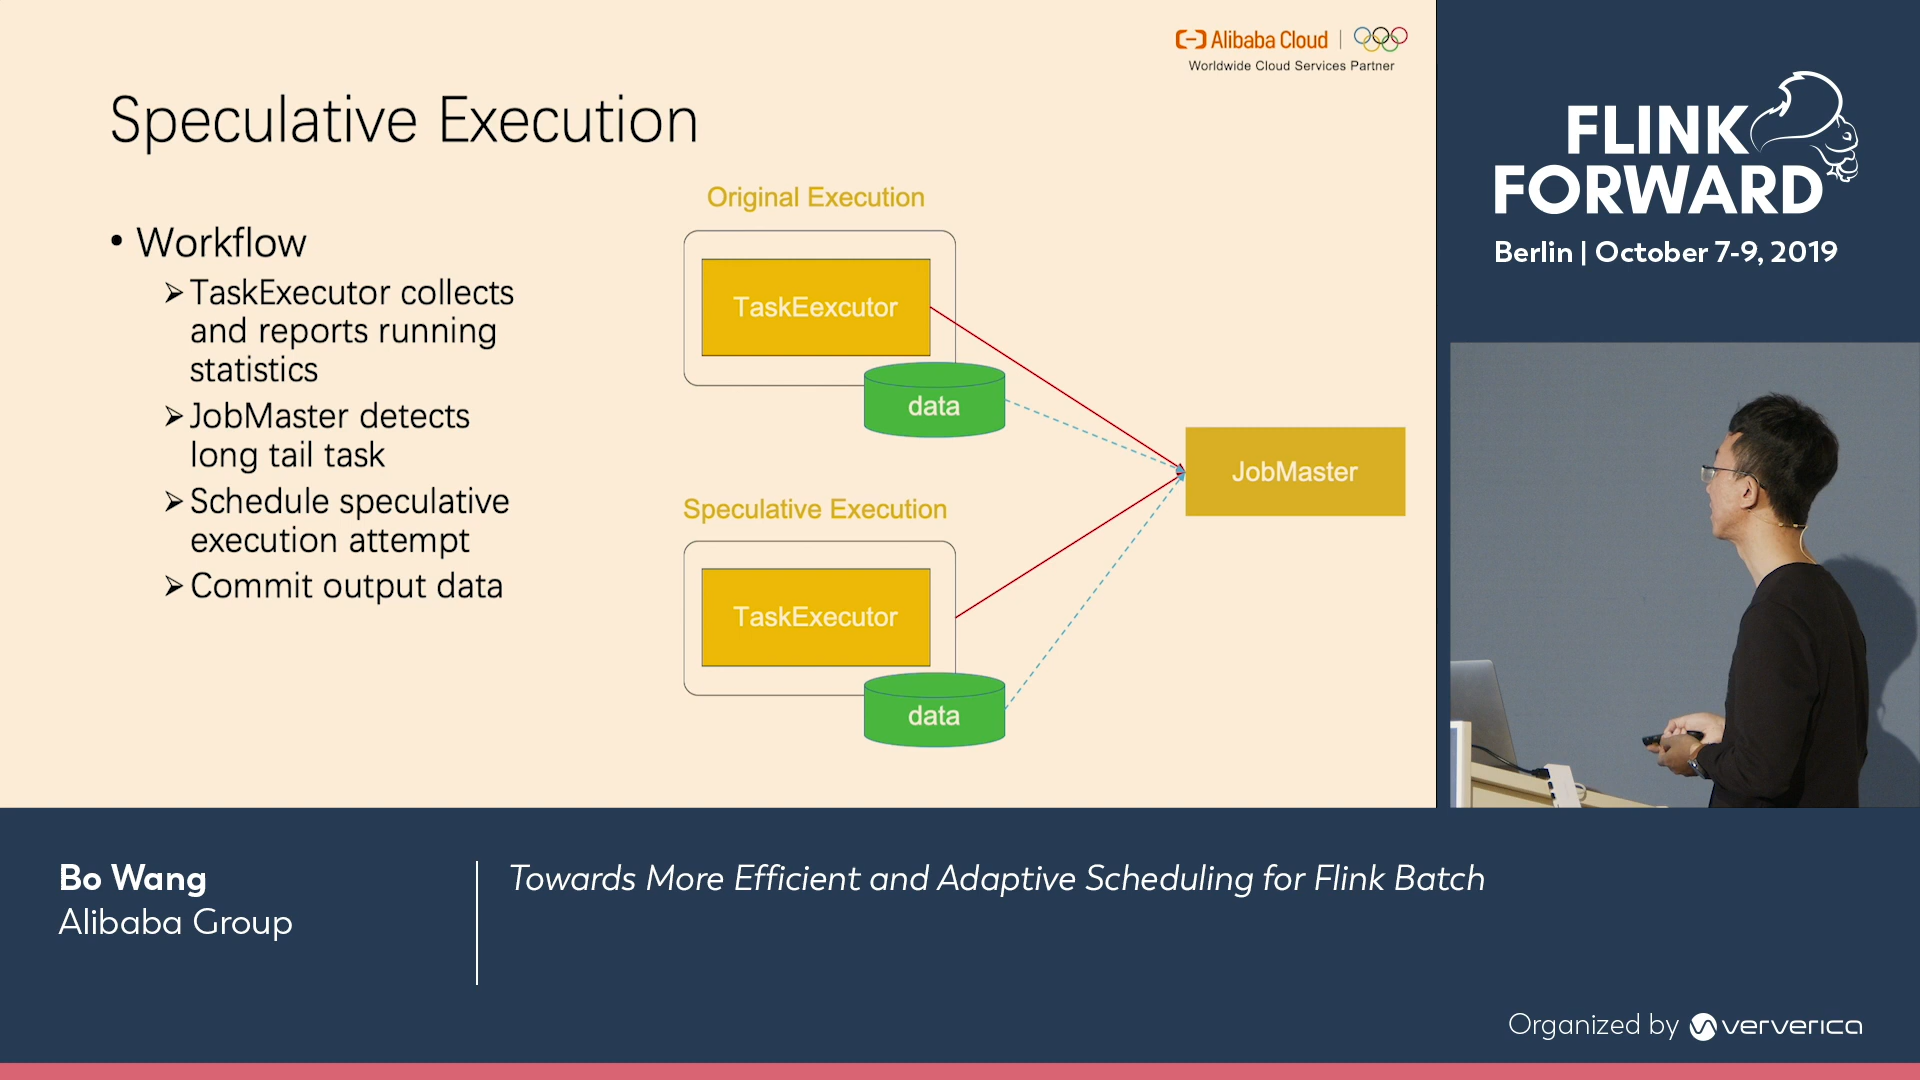 Alibaba Cloud
Worldwide Cloud Services Partner
Speculative Execution
• Workflow
➢ TaskExecutor collects
and reports running
statistics
➢ JobMaster detects
long tail task
➢ Schedule speculative
execution attempt
➢ Commit output data
Original Execution
TaskEexcutor
data
JobMaster
Speculative Execution
TaskExecutor
data
FLINK
FORWARD
Berlin | October 7-9, 2019
Bo Wang
Alibaba Group
Towards More Efficient and Adaptive Scheduling for Flink Batch
Organized by ververica